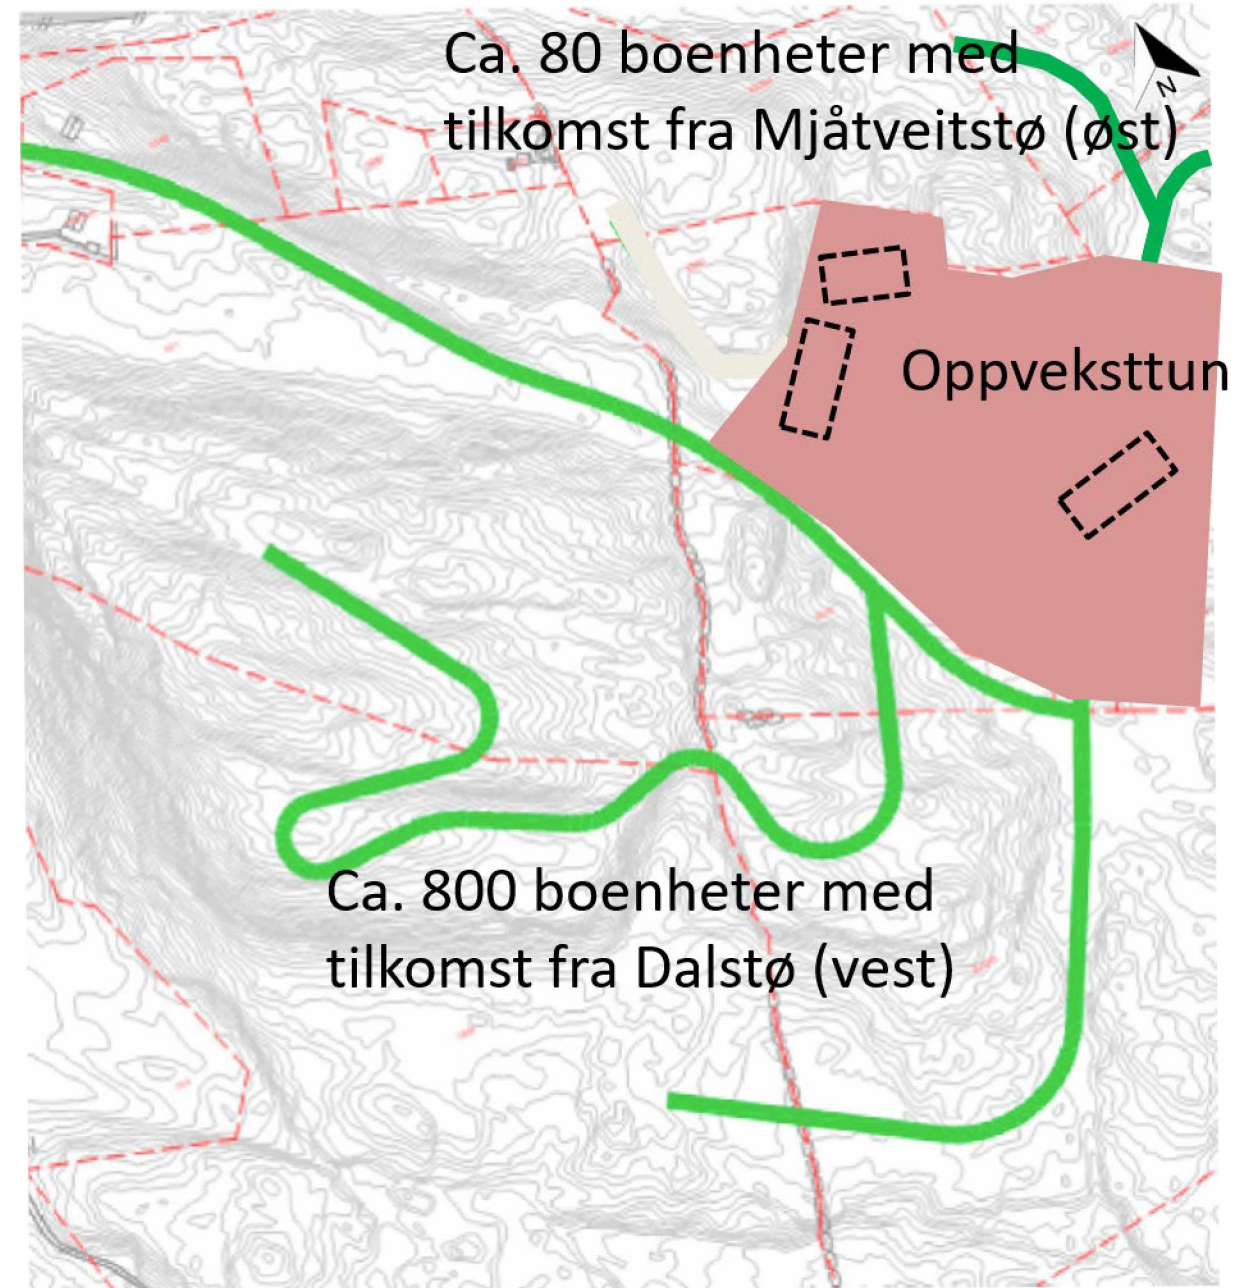 Ca. 80 boenheter med
tilkomst fra Mjåtveitstø (øst)
N
Oppveksttun
Ca. 800 boenheter med
tilkomst fra Dalstø (vest)